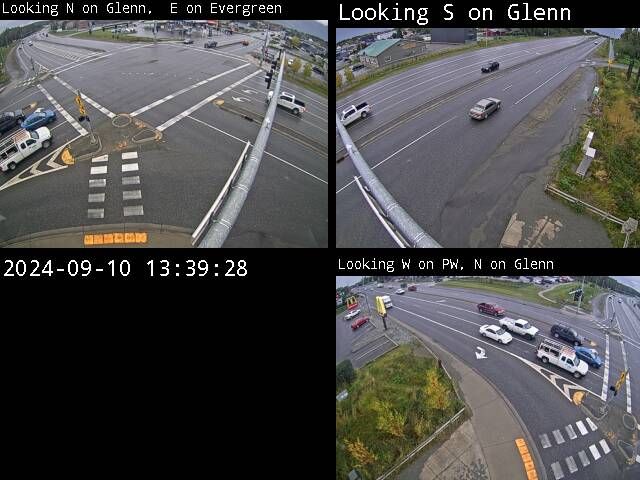 Looking N on Glenn,  E on Evergreen
Looking S on Glenn
2024-09-10 13:39:28
Looking W on PW, N on Glenn